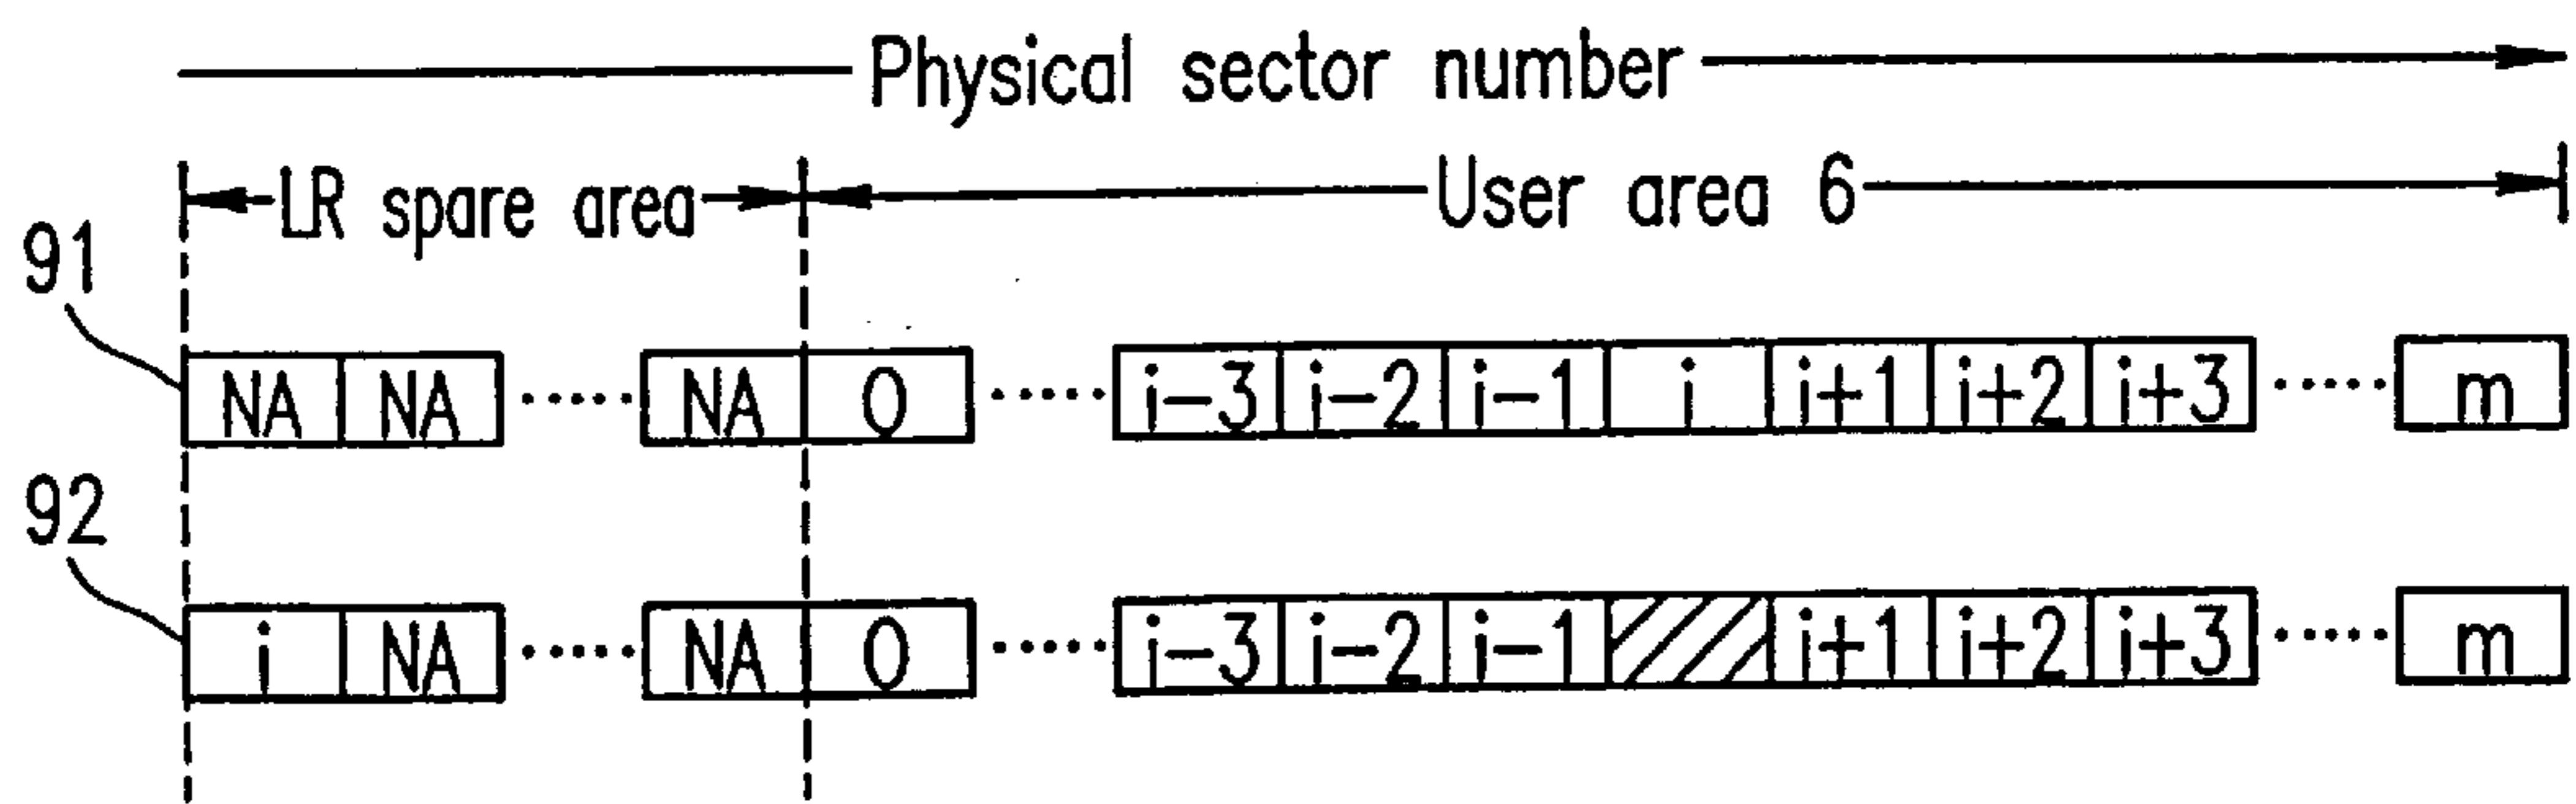 Physical sector number
LR spare area User area 6
91
NA NA ..... NA 0 ..... i-3 i-2 i-1 i i+1 i+2 i+3 ..... m
92
i NA ..... NA 0 ..... i-3 i-2 i-1 i+1 i+2 i+3 ..... m